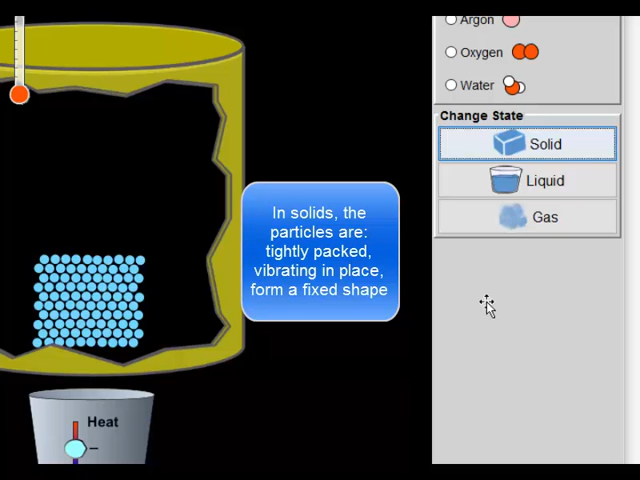 Argon
Oxygen
Water
Change State
Solid
Liquid
Gas
In solids, the
particles are:
tightly packed,
vibrating in place,
form a fixed shape
Heat